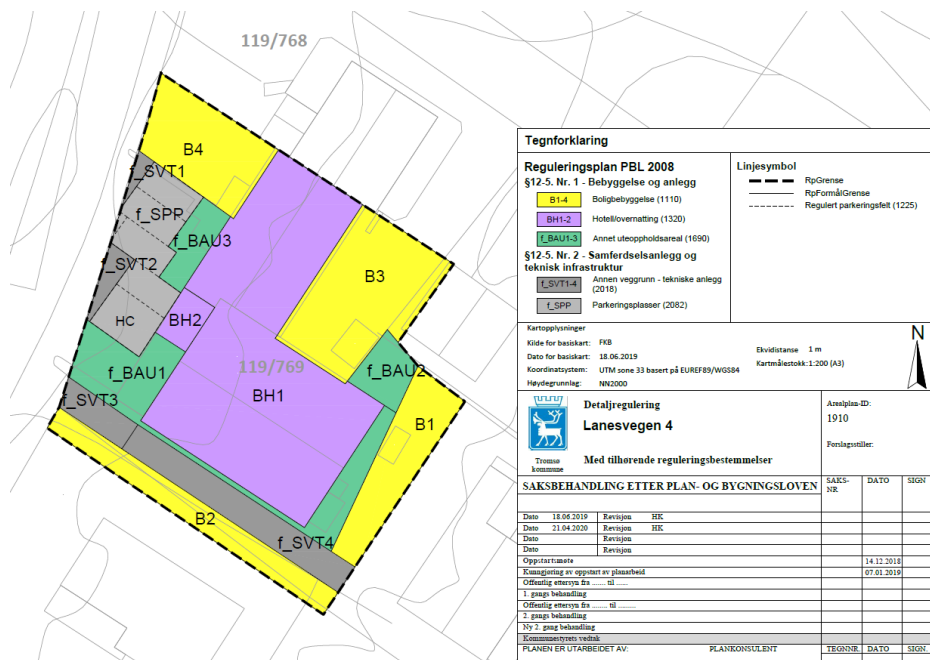 119/768
B4
f_SVT1
f_SPP
f_BAU3
f_SVT2
B3
HC
BH2
119/769
f_BAU1
f_BAU2
BH1
f_SVT3
B1
B2
f_SVT4
Tegnforklaring
Reguleringsplan PBL 2008
§12-5. Nr. 1 - Bebyggelse og anlegg
B1-4 Boligbebyggelse (1110)
BH1-2 Hotell/overnatting (1320)
f_BAU1-3 Annet uteoppholdsareal (1690)
§12-5. Nr. 2 - Samferdselsanlegg og
teknisk infrastruktur
f_SVT1-4 Annen veggrunn - tekniske anlegg
(2018)
f_SPP Parkeringsplasser (2082)
Linjesymbol
RpGrense
RpFormålGrense
Regulert parkeringsfelt (1225)
Kartopplysninger
Kilde for basiskart: FKB
Dato for basiskart: 18.06.2019
Koordinatsystem: UTM sone 33 basert på EUREF89/WGS84
Høydegrunnlag: NN2000
Ekvidistanse 1 m
Kartmålestokk:1:200 (A3)
N
Tromsø
kommune
Detaljregulering
Lanesvegen 4
Med tilhørende reguleringsbestemmelser
Arealplan-ID:
1910
Forslagsstiller:
SAKSBEHANDLING ETTER PLAN- OG BYGNINGSLOVEN SAKS-
NR DATO SIGN
Dato 18.06.2019 Revisjon HK
Dato 21.04.2020 Revisjon HK
Dato Revisjon
Dato Revisjon
Oppstartsmøte 14.12.2018
Kunngjøring av oppstart av planarbeid 07.01.2019
Offentlig ettersyn fra ........ til ......
1. gangs behandling
Offentlig ettersyn fra ......... til .........
2. gangs behandling
Ny 2. gang behandling
Kommunestyrets vedtak
PLANEN ER UTARBEIDET AV: PLANKONSULENT TEGNNR. DATO SIGN.